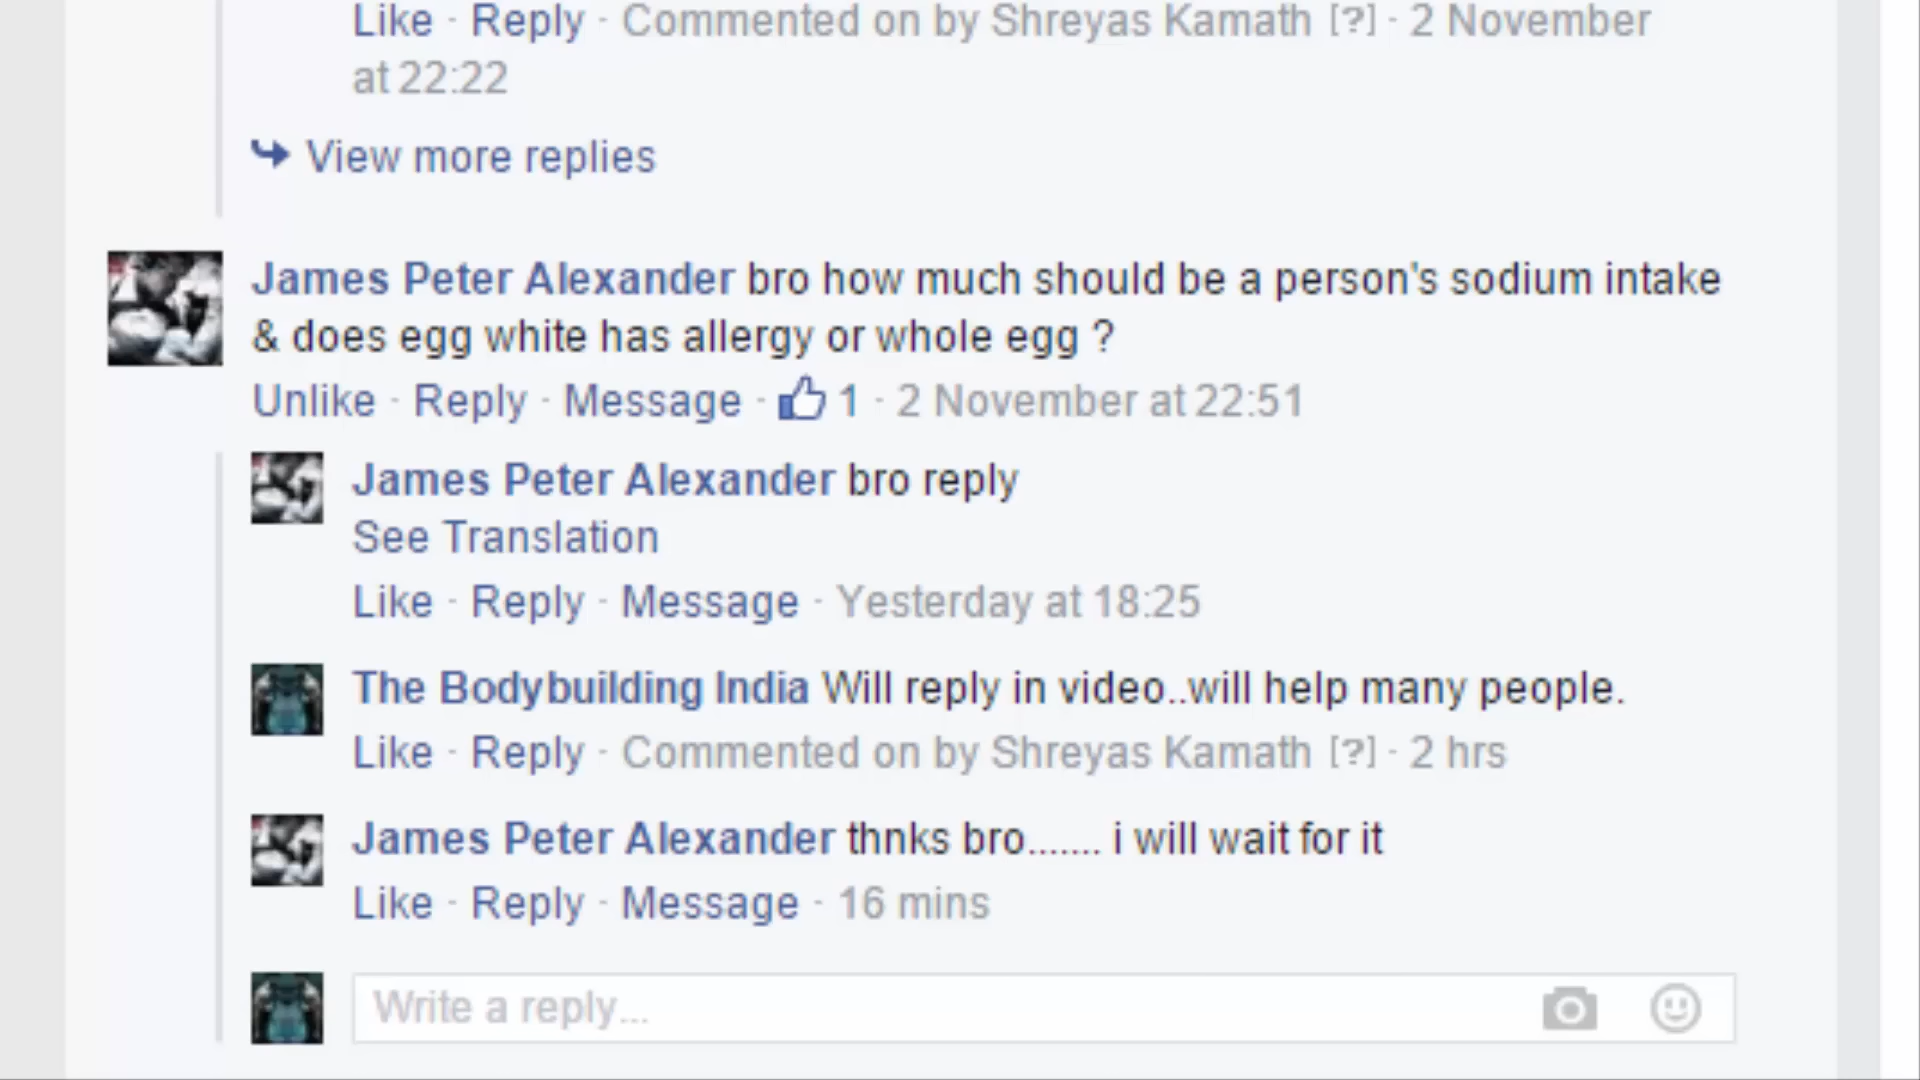 Like · Reply · Commented on by Shreyas Kamath [?] · 2 November
at 22:22
View more replies
James Peter Alexander bro how much should be a person's sodium intake
& does egg white has allergy or whole egg ?
Unlike · Reply · Message · 1 · 2 November at 22:51
James Peter Alexander bro reply
See Translation
Like · Reply · Message · Yesterday at 18:25
The Bodybuilding India Will reply in video..will help many people.
Like · Reply · Commented on by Shreyas Kamath [?] · 2 hrs
James Peter Alexander thnks bro....... i will wait for it
Like · Reply · Message · 16 mins
Write a reply...